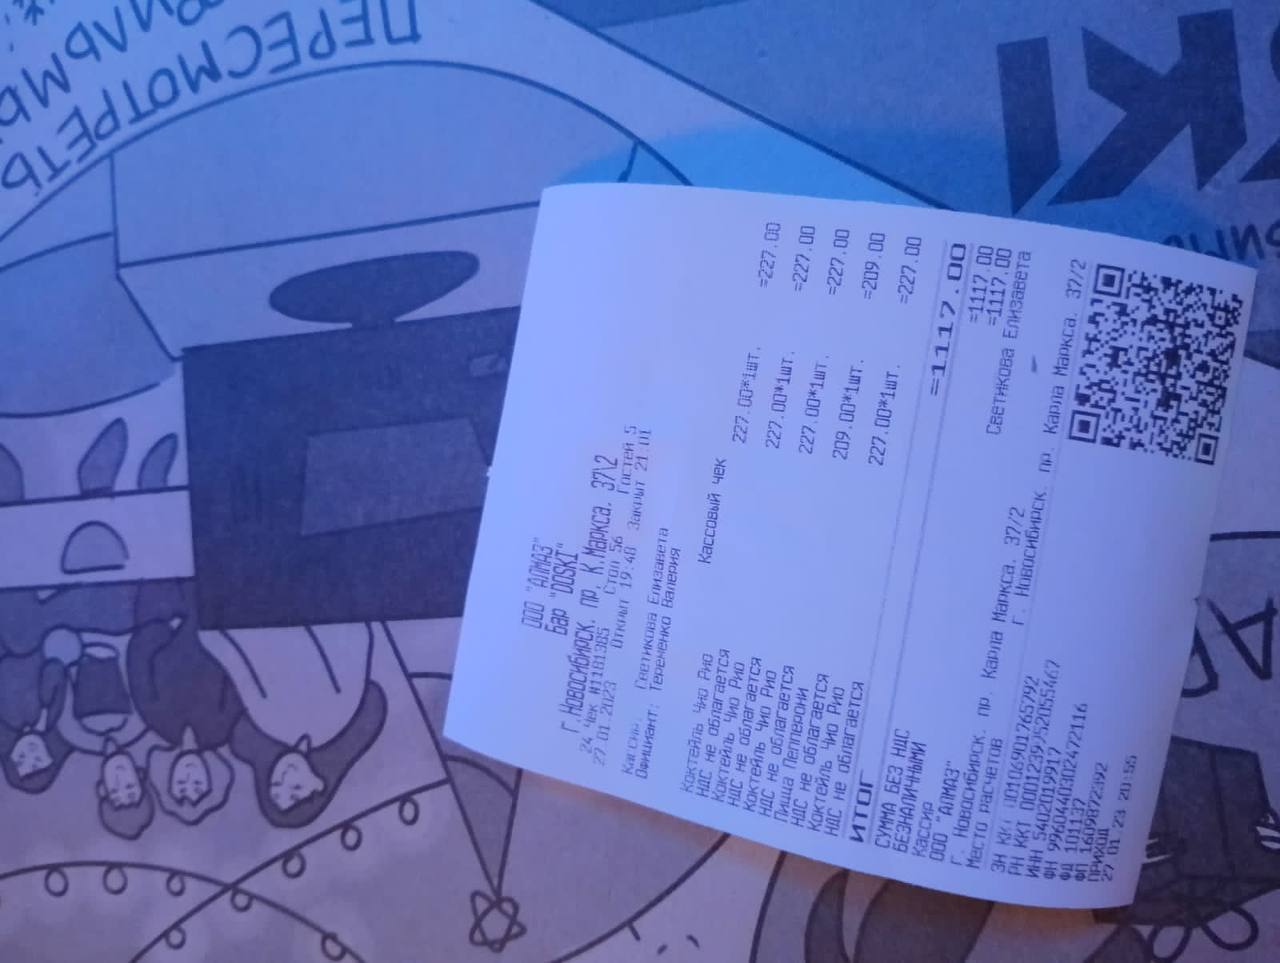 ПЕРЕСМОТРЕТЬ
ООО "АЛМАЗ"
Бар "DOSKI"
г.Новосибирск. пр. К.Маркса. 37\2
24 Чек #1181385 Стол 56 Гостей 5
27.01.2023 Открыт 19:48 Закрыт 21:01
Кассир: Светикова Елизавета
Официант: Терещенко Валерия
Кассовый чек
Коктейль Чио Рио 227.00*1шт. =227.00
НДС не облагается
Коктейль Чио Рио 227.00*1шт. =227.00
НДС не облагается
Коктейль Чио Рио 227.00*1шт. =227.00
НДС не облагается
Пицца Пепперони 209.00*1шт. =209.00
НДС не облагается
Коктейль Чио Рио 227.00*1шт. =227.00
НДС не облагается
ИТОГ =1117.00
СУММА БЕЗ НДС =1117.00
БЕЗНАЛИЧНЫМИ =1117.00
Кассир Светикова Елизавета
ООО "АЛМАЗ"
г. Новосибирск. пр. Карла Маркса. 37/2
Место расчетов г. Новосибирск. пр. Карла Маркса. 37/2
ЗН ККТ 00106901765792
РН ККТ 0001239252055467
ИНН 5402019917
ФН 9960440302472116
ФД 101137
ФП 1609872392
ПРИХОД
27.01.23 20:55